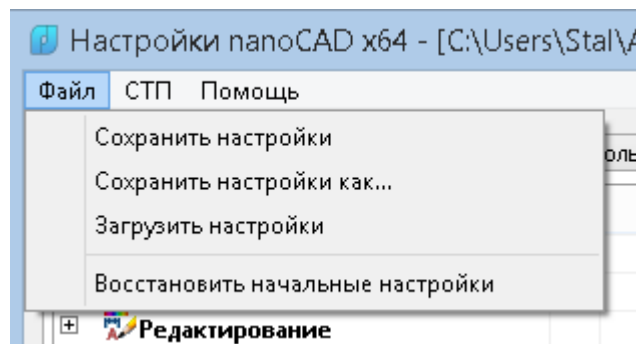 Настройки nanoCAD x64 - [C:\Users\Stal\
Файл СТП Помощь
Сохранить настройки
Сохранить настройки как...
Загрузить настройки
Восстановить начальные настройки
Редактирование